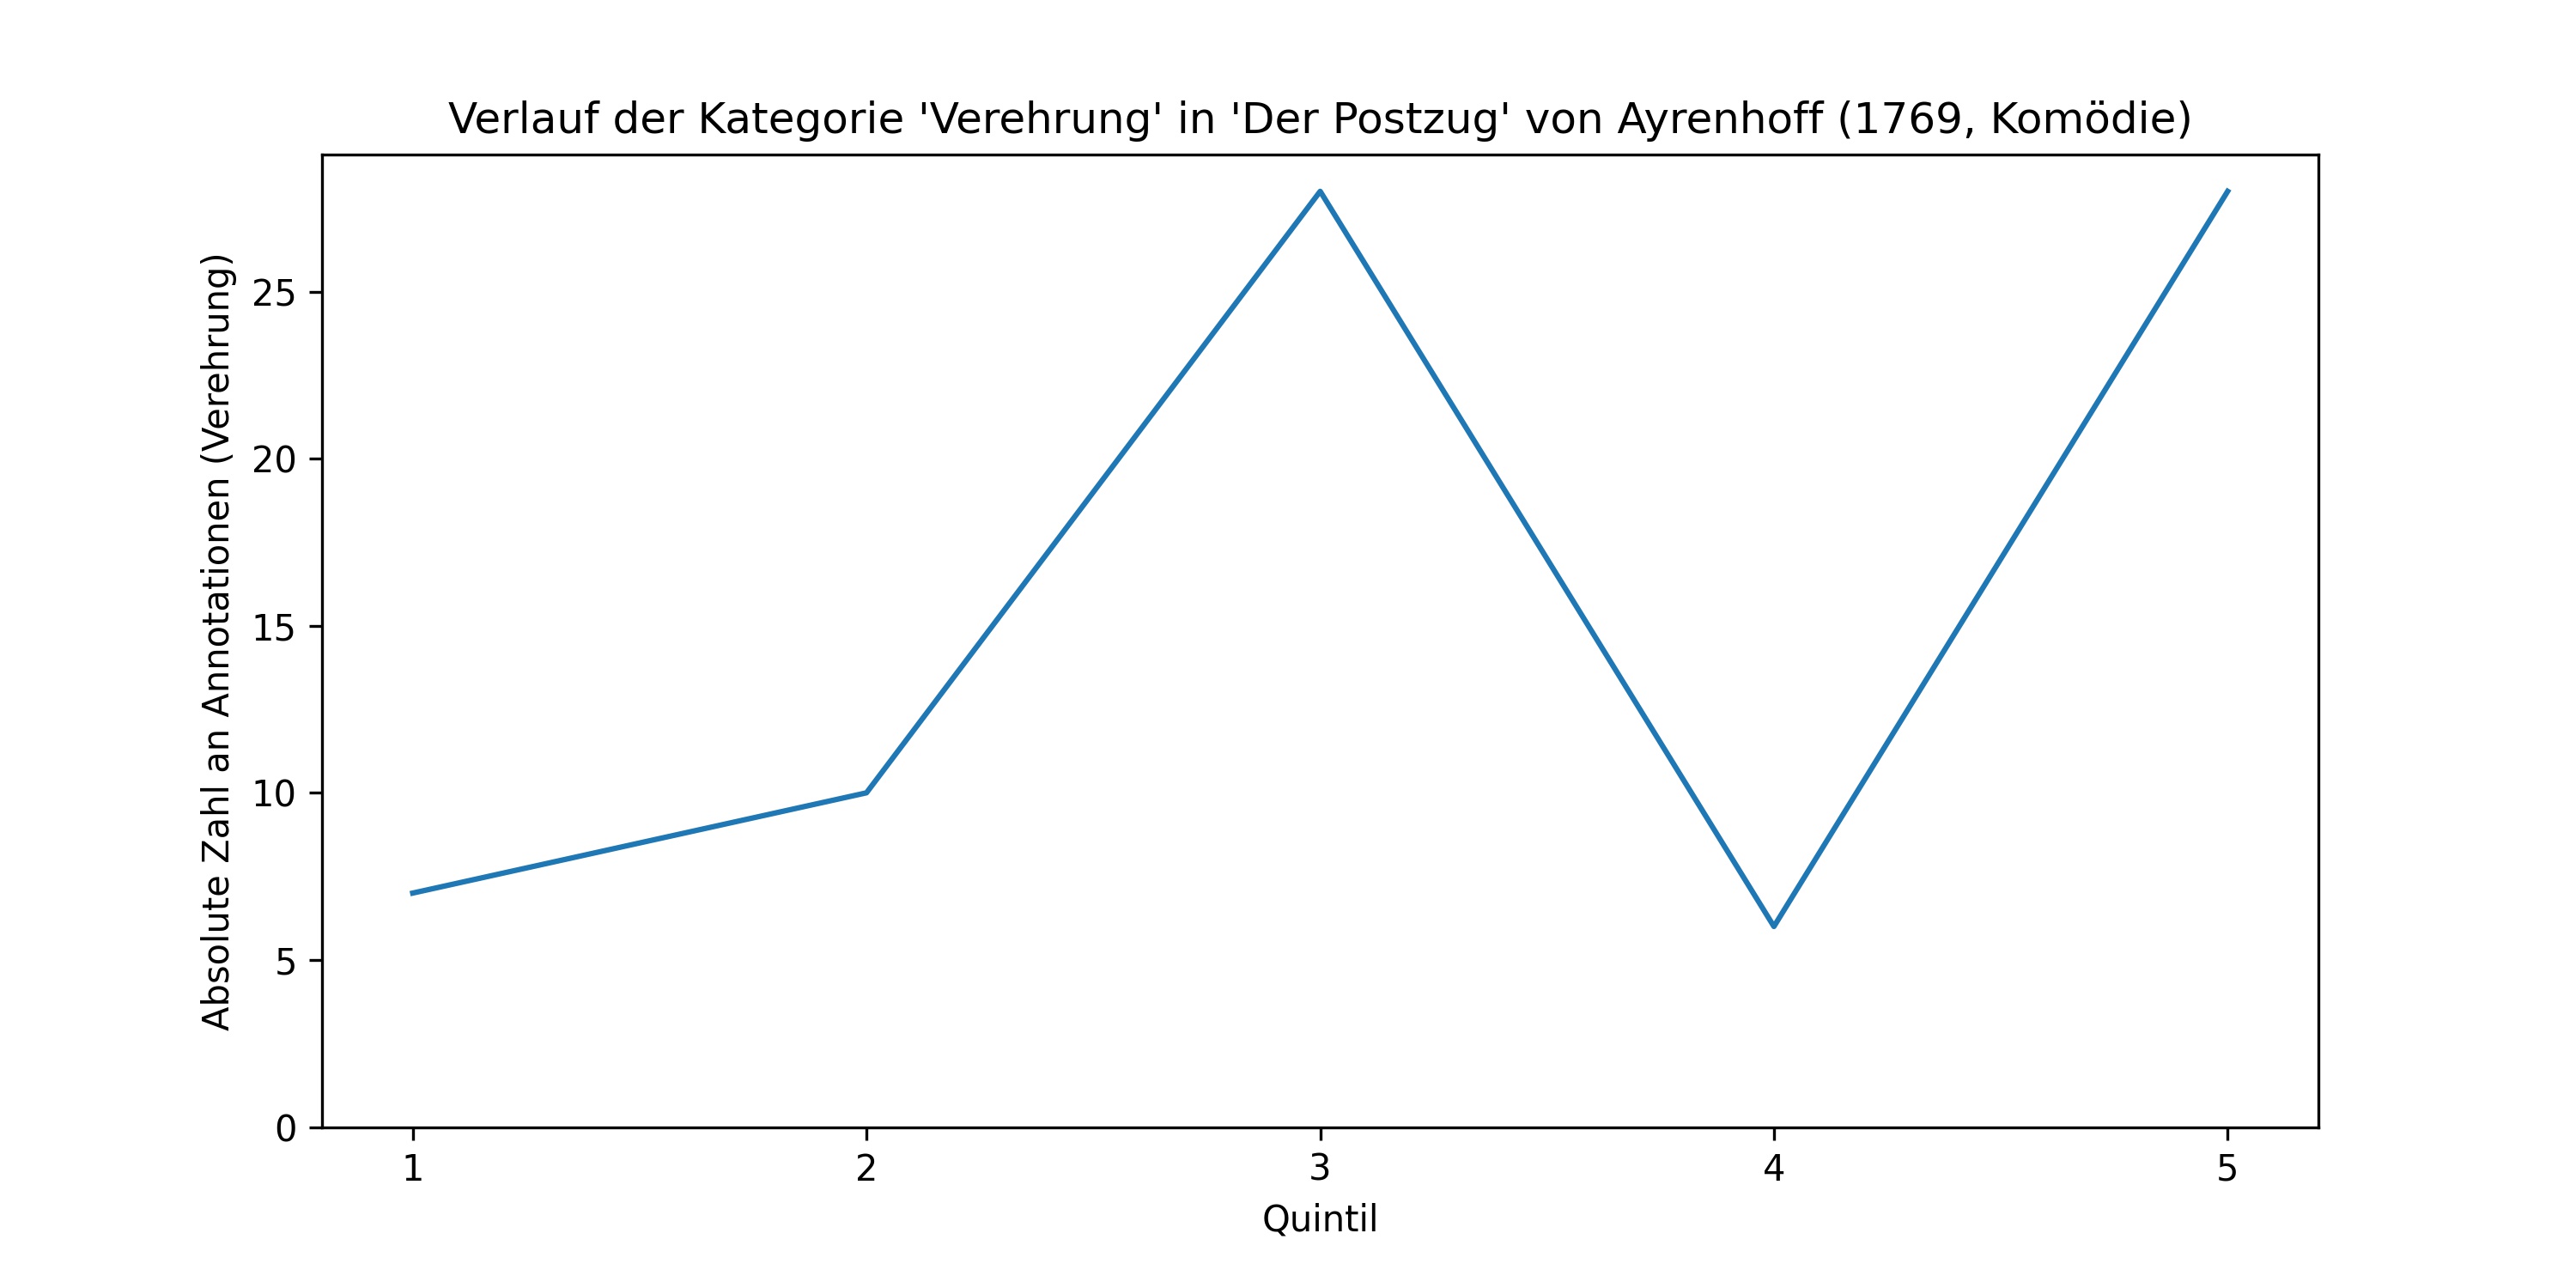 Verlauf der Kategorie 'Verehrung' in 'Der Postzug' von Ayrenhoff (1769, Komödie)
Absolute Zahl an Annotationen (Verehrung)
25
20
15
10
5
0
1 2 3 4 5
Quintil